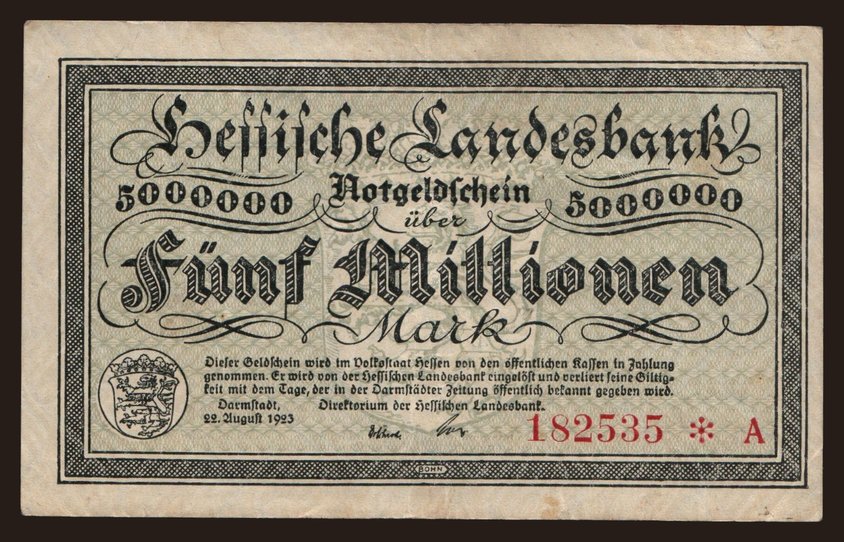 Hessische Landesbank
5000000 Notgeldschein 5000000
über
Fünf Millionen
Mark
Dieser Geldschein wird im Volksstaat Hessen von den öffentlichen Kassen in Zahlung
genommen. Er wird von der Hessischen Landesbank eingelöst und verliert seine Giltig-
keit mit dem Tage, der in der Darmstädter Zeitung öffentlich bekannt gegeben wird.
Darmstadt, Direktorium der Hessischen Landesbank.
22. August 1923
182535 * A
BOHN